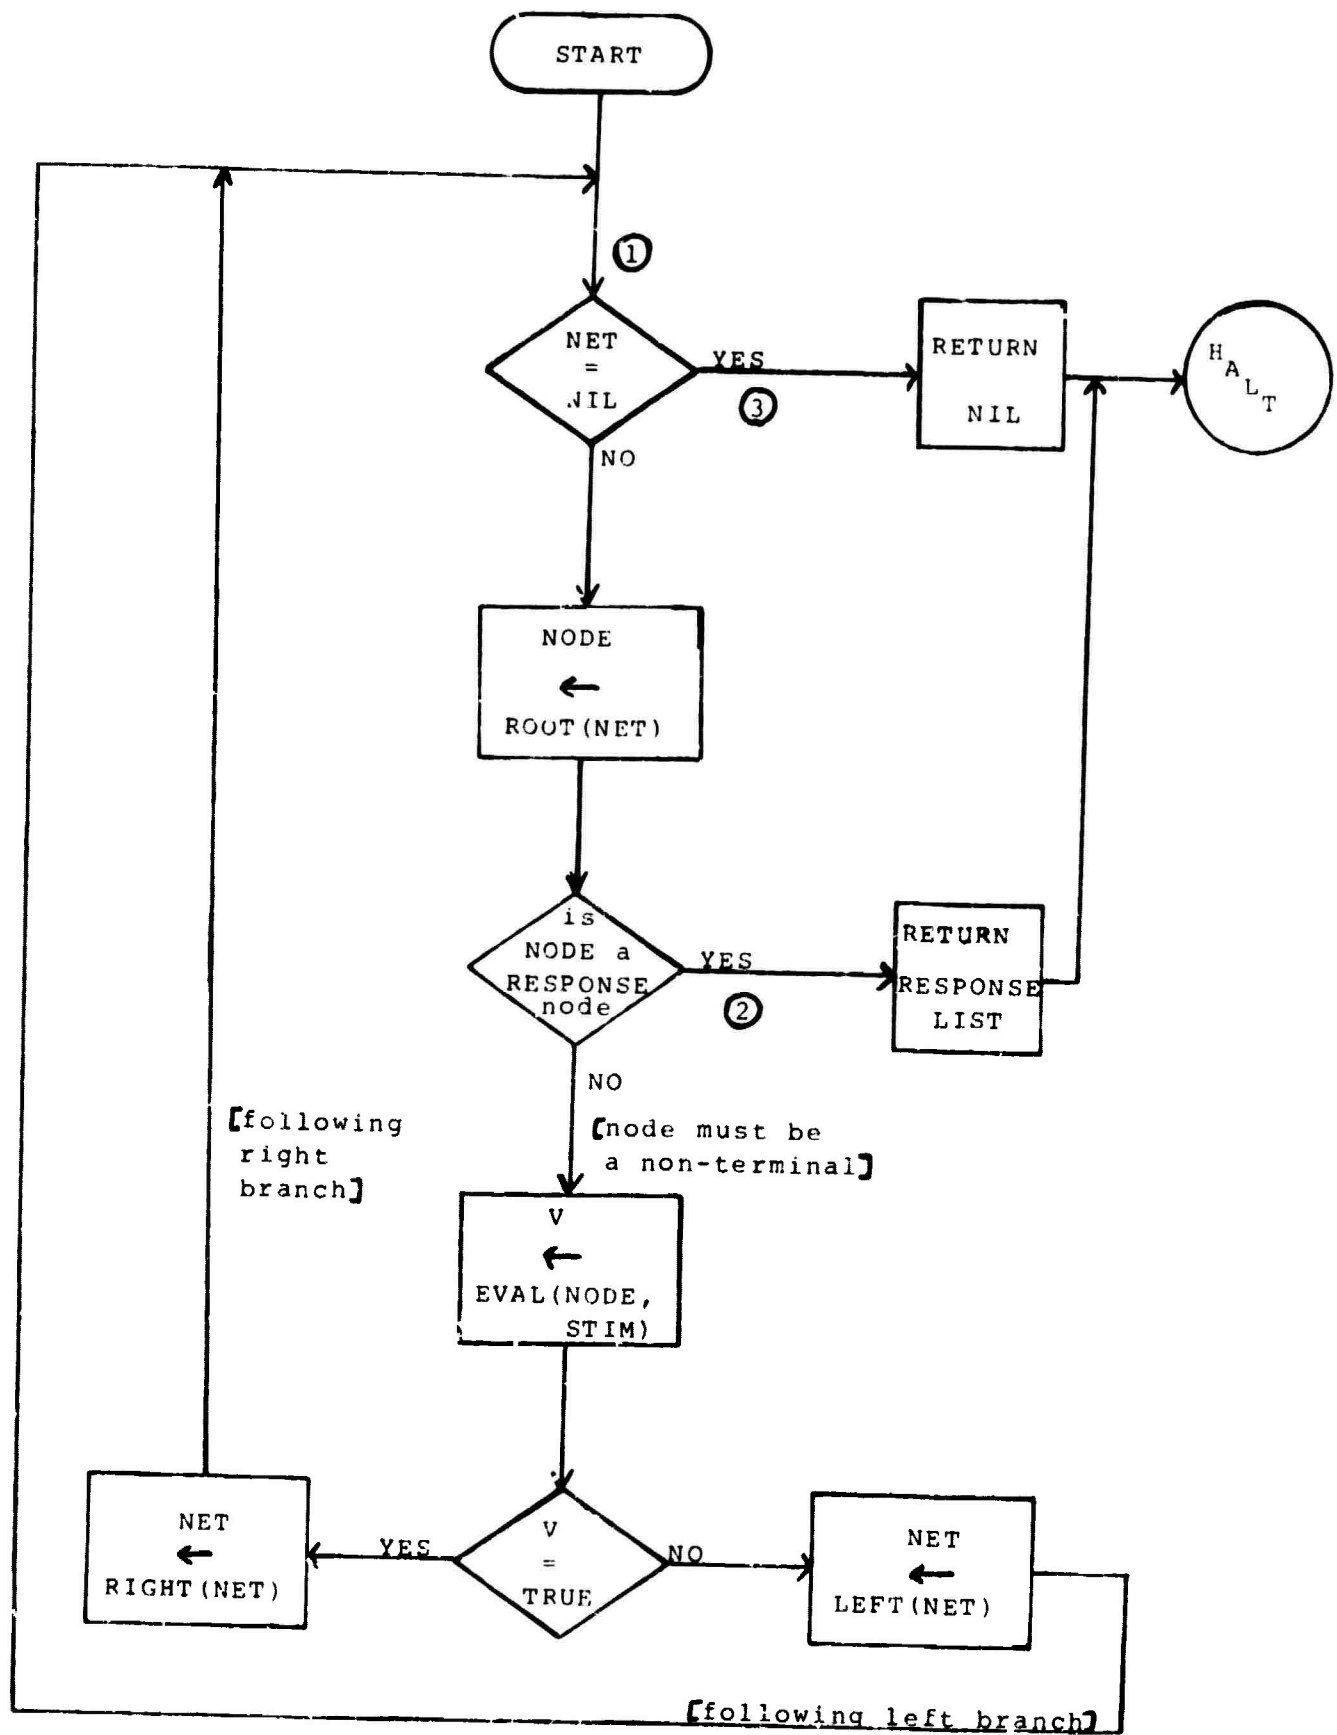 START
①
NET
=
NIL
YES
③
RETURN
NIL
HALT
NO
NODE
←
ROOT(NET)
is
NODE a
RESPONSE
node
YES
②
RETURN
RESPONSE
LIST
NO
[node must be
a non-terminal]
[following
right
branch]
V
←
EVAL(NODE,
STIM)
V
=
TRUE
YES
NO
NET
←
RIGHT(NET)
NET
←
LEFT(NET)
[following left branch]